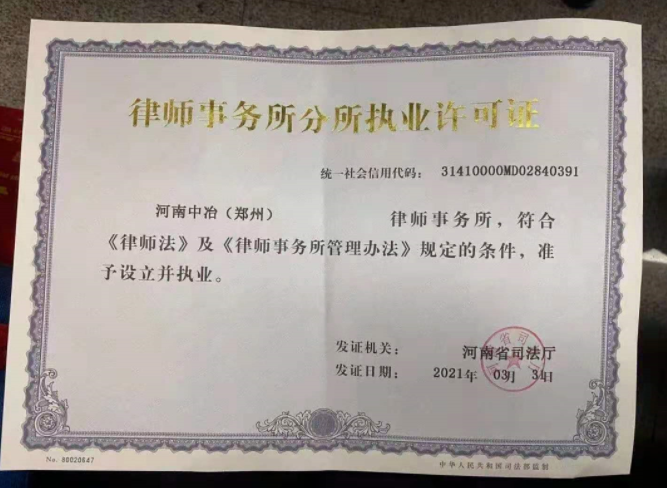 律师事务所分所执业许可证
统一社会信用代码: 31410000MD02840391
河南中冶（郑州） 律师事务所, 符合
《律师法》及《律师事务所管理办法》规定的条件, 准
予设立并执业。
发证机关: 河南省司法厅
发证日期: 2021年 03月 31日
No. 80020847
中华人民共和国司法部监制